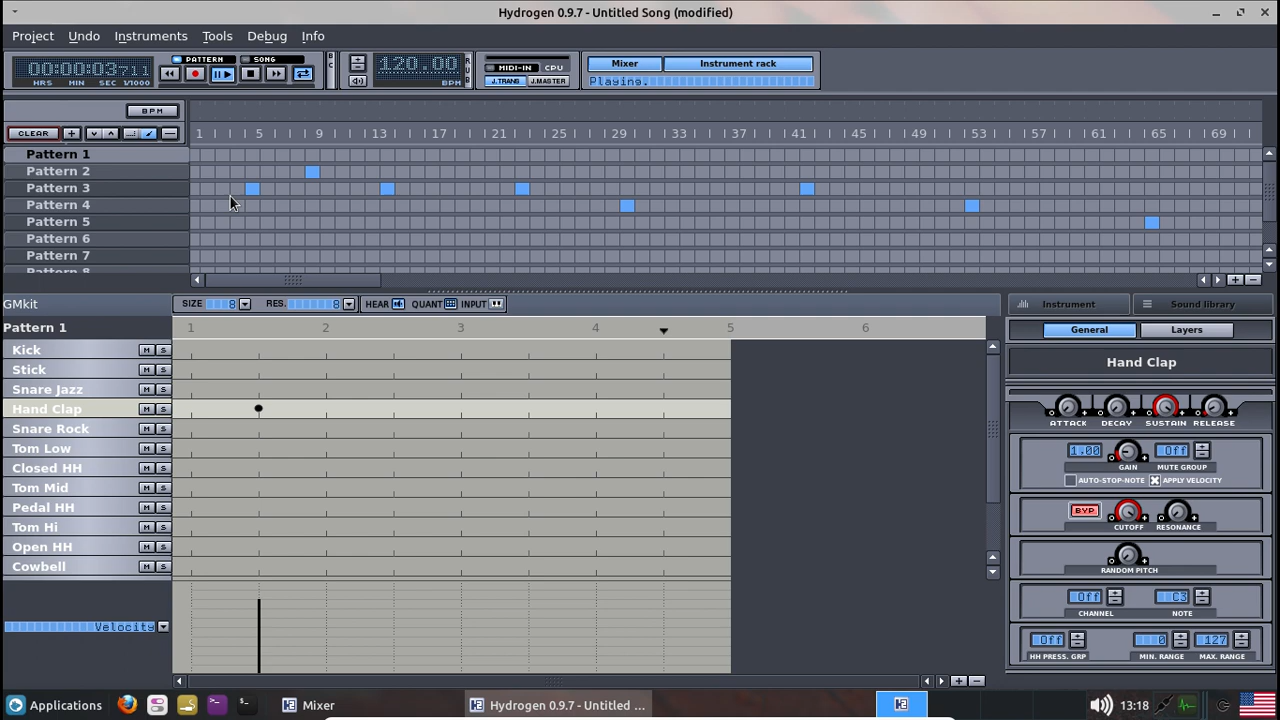 Hydrogen 0.9.7 - Untitled Song (modified)
Project Undo Instruments Tools Debug Info
00:00:03 711
HRS MIN SEC 1/1000
PATTERN SONG
B C
120.00
BPM
R U B
MIDI-IN CPU
J.TRANS J.MASTER
Mixer Instrument rack
Playing.
BPM
CLEAR
1 5 9 13 17 21 25 29 33 37 41 45 49 53 57 61 65 69
Pattern 1
Pattern 2
Pattern 3
Pattern 4
Pattern 5
Pattern 6
Pattern 7
Pattern 8
GMkit
SIZE 8 RES. 8 HEAR QUANT INPUT
Pattern 1
1 2 3 4 5 6
Kick M S
Stick M S
Snare Jazz M S
Hand Clap M S
Snare Rock M S
Tom Low M S
Closed HH M S
Tom Mid M S
Pedal HH M S
Tom Hi M S
Open HH M S
Cowbell M S
Velocity
Instrument Sound library
General Layers
Hand Clap
ATTACK DECAY SUSTAIN RELEASE
1.00 Off
GAIN MUTE GROUP
AUTO-STOP-NOTE APPLY VELOCITY
BYP
CUTOFF RESONANCE
RANDOM PITCH
Off C3
CHANNEL NOTE
Off 0 127
HH PRESS. GRP MIN. RANGE MAX. RANGE
Applications Mixer Hydrogen 0.9.7 - Untitled ... 13:18